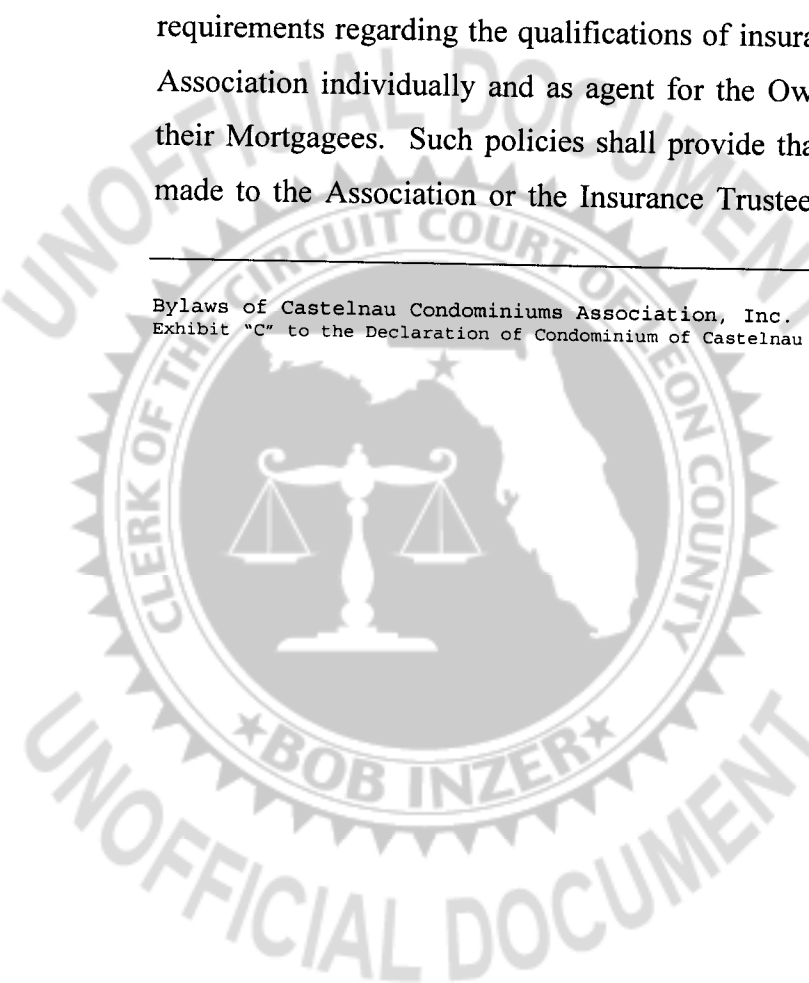 requirements regarding the qualifications of insura
Association individually and as agent for the Ow
their Mortgagees. Such policies shall provide tha
made to the Association or the Insurance Trustee
Bylaws of Castelnau Condominiums Association, Inc.
Exhibit "C" to the Declaration of Condominium of Castelnau
UNOFFICIAL DOCUMENT
CLERK OF THE CIRCUIT COURT OF LEON COUNTY
★BOB INZER★
UNOFFICIAL DOCUMENT